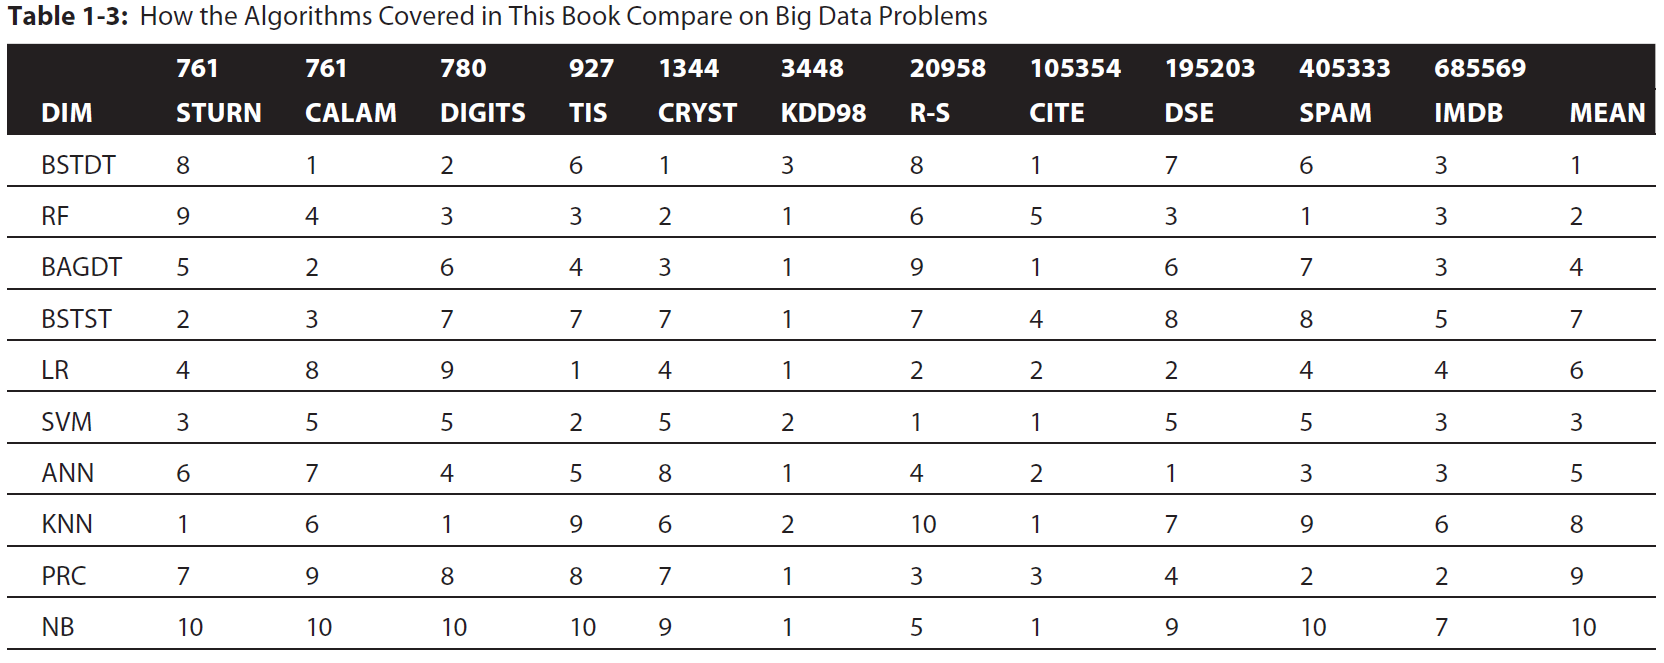 Table 1-3: How the Algorithms Covered in This Book Compare on Big Data Problems
761 761 780 927 1344 3448 20958 105354 195203 405333 685569
DIM STURN CALAM DIGITS TIS CRYST KDD98 R-S CITE DSE SPAM IMDB MEAN
BSTDT 8 1 2 6 1 3 8 1 7 6 3 1
RF 9 4 3 3 2 1 6 5 3 1 3 2
BAGDT 5 2 6 4 3 1 9 1 6 7 3 4
BSTST 2 3 7 7 7 1 7 4 8 8 5 7
LR 4 8 9 1 4 1 2 2 2 4 4 6
SVM 3 5 5 2 5 2 1 1 5 5 3 3
ANN 6 7 4 5 8 1 4 2 1 3 3 5
KNN 1 6 1 9 6 2 10 1 7 9 6 8
PRC 7 9 8 8 7 1 3 3 4 2 2 9
NB 10 10 10 10 9 1 5 1 9 10 7 10